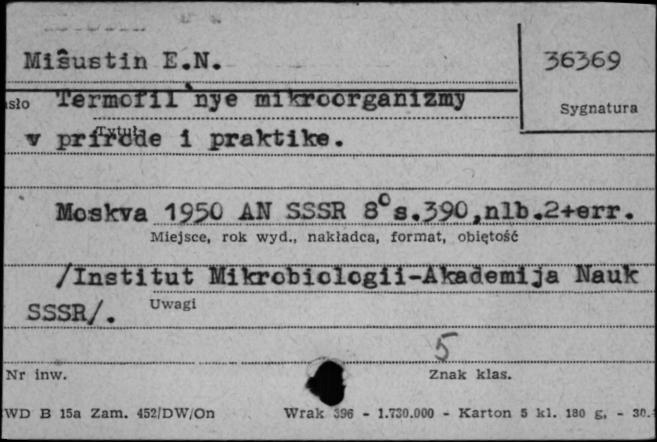 Miŝustin E.N.
36369
Sygnatura
sło Termofil'nye mikroorganizmy
Tytuł
v prirode i praktike.
Moskva 1950 AN SSSR 8° s.390,nlb.2+err.
Miejsce, rok wyd., nakładca, format, objętość
/Institut Mikrobiologii-Akademija Nauk
SSSR/.
Uwagi
5
Nr inw.
Znak klas.
WD B 15a Zam. 452/DW/On Wrak 396 - 1.730.000 - Karton 5 kl. 180 g, - 30.